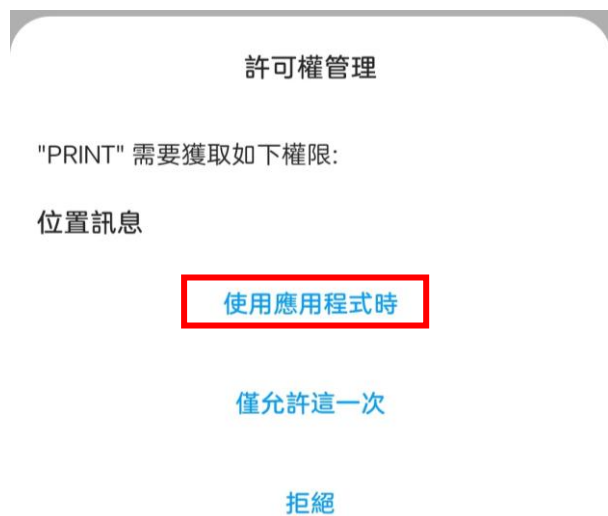 許可權管理
"PRINT" 需要獲取如下權限:
位置訊息
使用應用程式時
僅允許這一次
拒絕